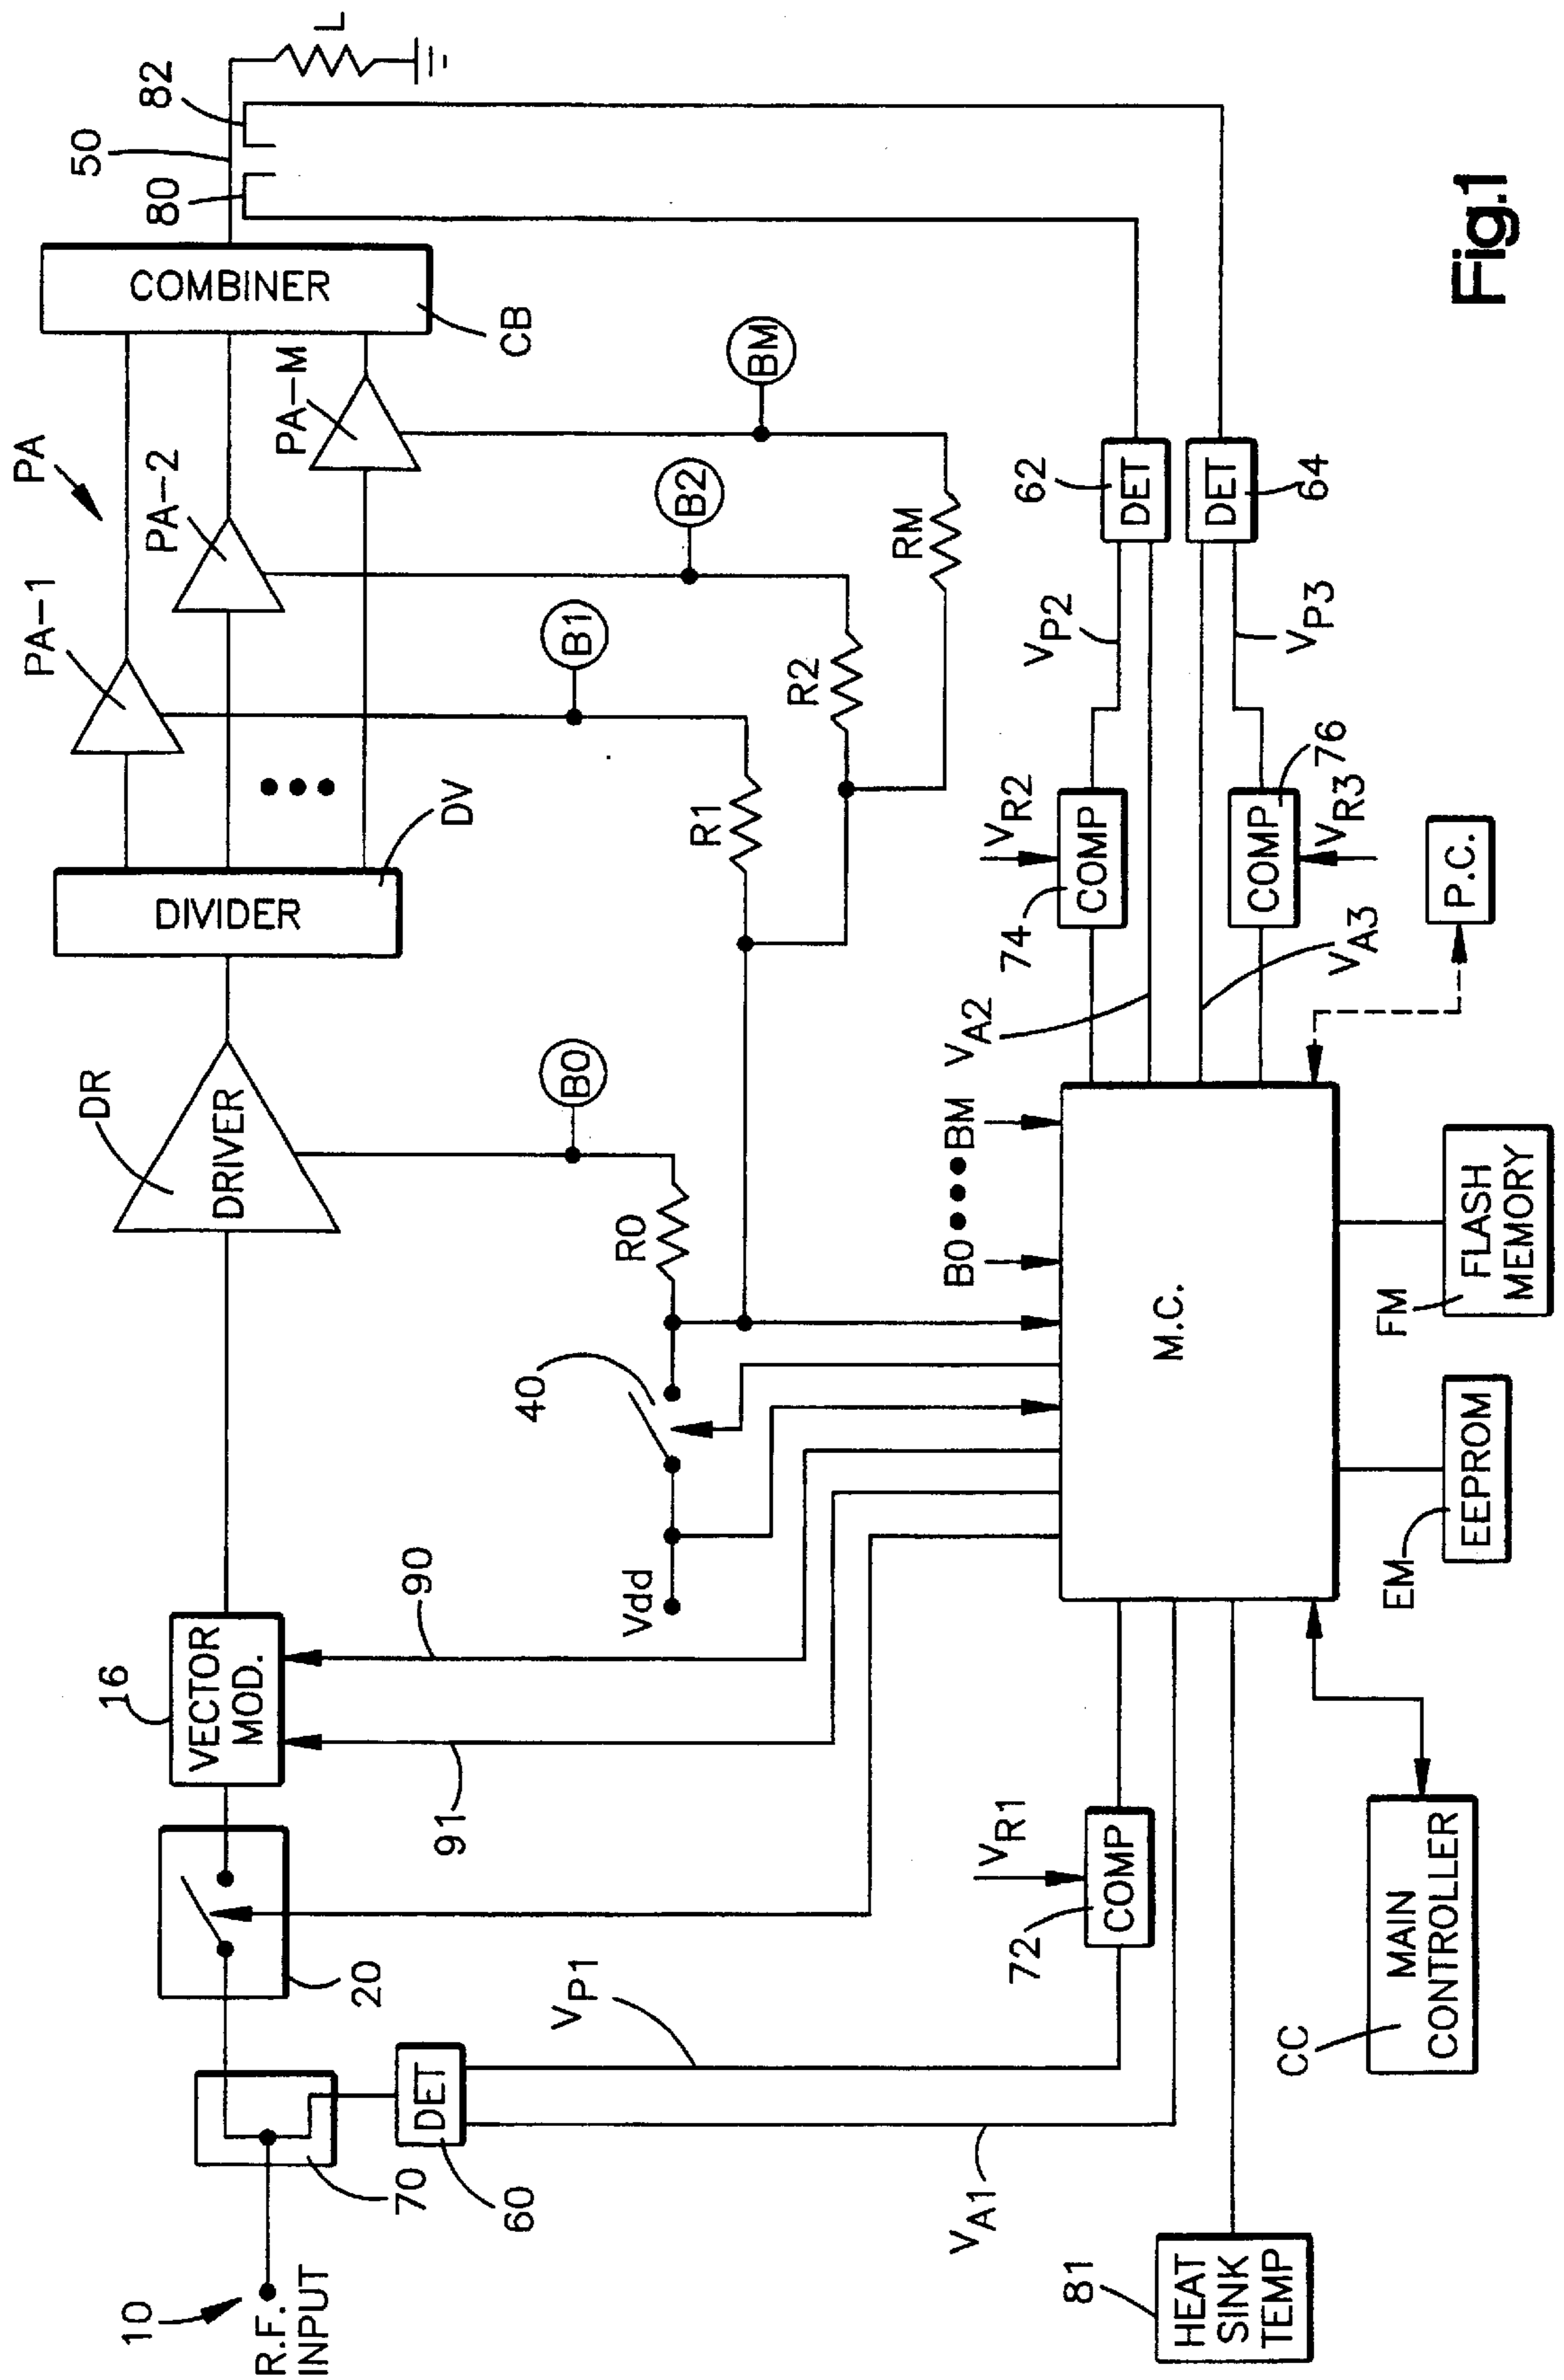 10
R.F.
INPUT
70
DET
60
20
16
VECTOR
MOD.
91
90
DR
DRIVER
DIVIDER
DV
PA
PA-1
PA-2
PA-M
COMBINER
CB
80
50
82
L
Vdd
40
R0
B0
R1
B1
R2
B2
RM
BM
VP1
VA1
VR1
72
COMP
B0
BM
M.C.
VA2
VA3
74
COMP
VR2
COMP
76
VR3
VP2
VP3
62
DET
DET
64
81
HEAT
SINK
TEMP
CC
MAIN
CONTROLLER
EM
EEPROM
FM
FLASH
MEMORY
P.C.
Fig.1